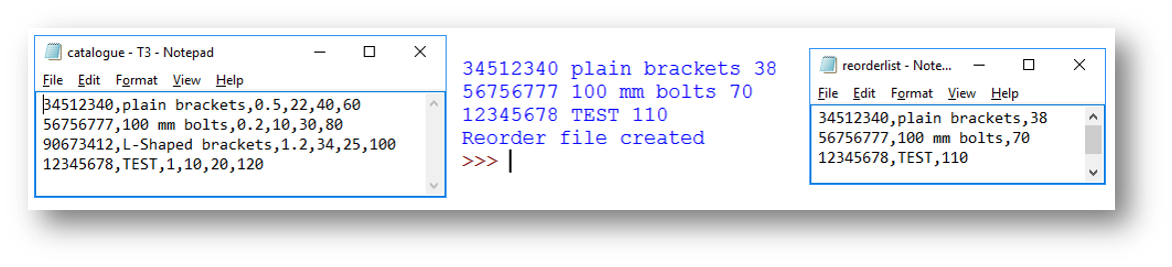 catalogue - T3 - Notepad
File Edit Format View Help
34512340,plain brackets,0.5,22,40,60
56756777,100 mm bolts,0.2,10,30,80
90673412,L-Shaped brackets,1.2,34,25,100
12345678,TEST,1,10,20,120
34512340 plain brackets 38
56756777 100 mm bolts 70
12345678 TEST 110
Reorder file created
>>>
reorderlist - Note...
File Edit Format View Help
34512340,plain brackets,38
56756777,100 mm bolts,70
12345678,TEST,110